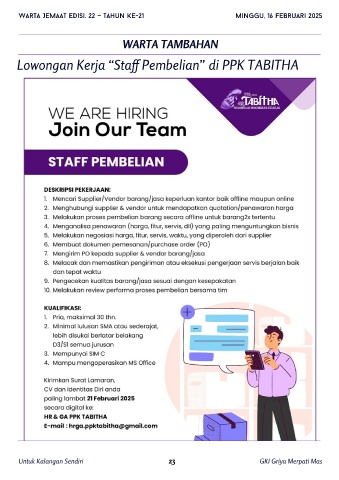 WARTA JEMAAT EDISI. 22 – TAHUN KE-21
MINGGU, 16 FEBRUARI 2025
WARTA TAMBAHAN
Lowongan Kerja “Staff Pembelian” di PPK TABITHA
TABITHA
WE ARE HIRING
Join Our Team
STAFF PEMBELIAN
DESKRIPSI PEKERJAAN:
1. Mencari Supplier/Vendor barang/jasa keperluan kantor baik offline maupun online
2. Menghubungi supplier & vendor untuk mendapatkan quotation/penawaran harga
3. Melakukan proses pembelian barang secara offline untuk barang2x tertentu
4. Menganalisa penawaran (harga, fitur, servis, dll) yang paling menguntungkan bisnis
5. Melakukan negosiasi harga, fitur, servis, waktu, yang diperoleh dari supplier
6. Membuat dokumen pemesanan/purchase order (PO)
7. Mengirim PO kepada supplier & vendor barang/jasa
8. Melacak dan memastikan pengiriman atau eksekusi pengerjaan servis berjalan baik
dan tepat waktu
9. Pengecekan kualitas barang/jasa sesuai dengan kesepakatan
10. Melakukan review performa proses pembelian bersama tim
KUALIFIKASI:
1. Pria, maksimal 30 thn.
2. Minimal lulusan SMA atau sederajat,
lebih disukai berlatar belakang
D3/S1 semua jurusan
3. Mempunyai SIM C
4. Mampu mengoperasikan MS Office
Kirimkan Surat Lamaran,
CV dan Identitas Diri anda
paling lambat 21 Februari 2025
secara digital ke:
HR & GA PPK TABITHA
E-mail : hrga.ppktabitha@gmail.com
Untuk Kalangan Sendiri
23
GKI Griya Merpati Mas